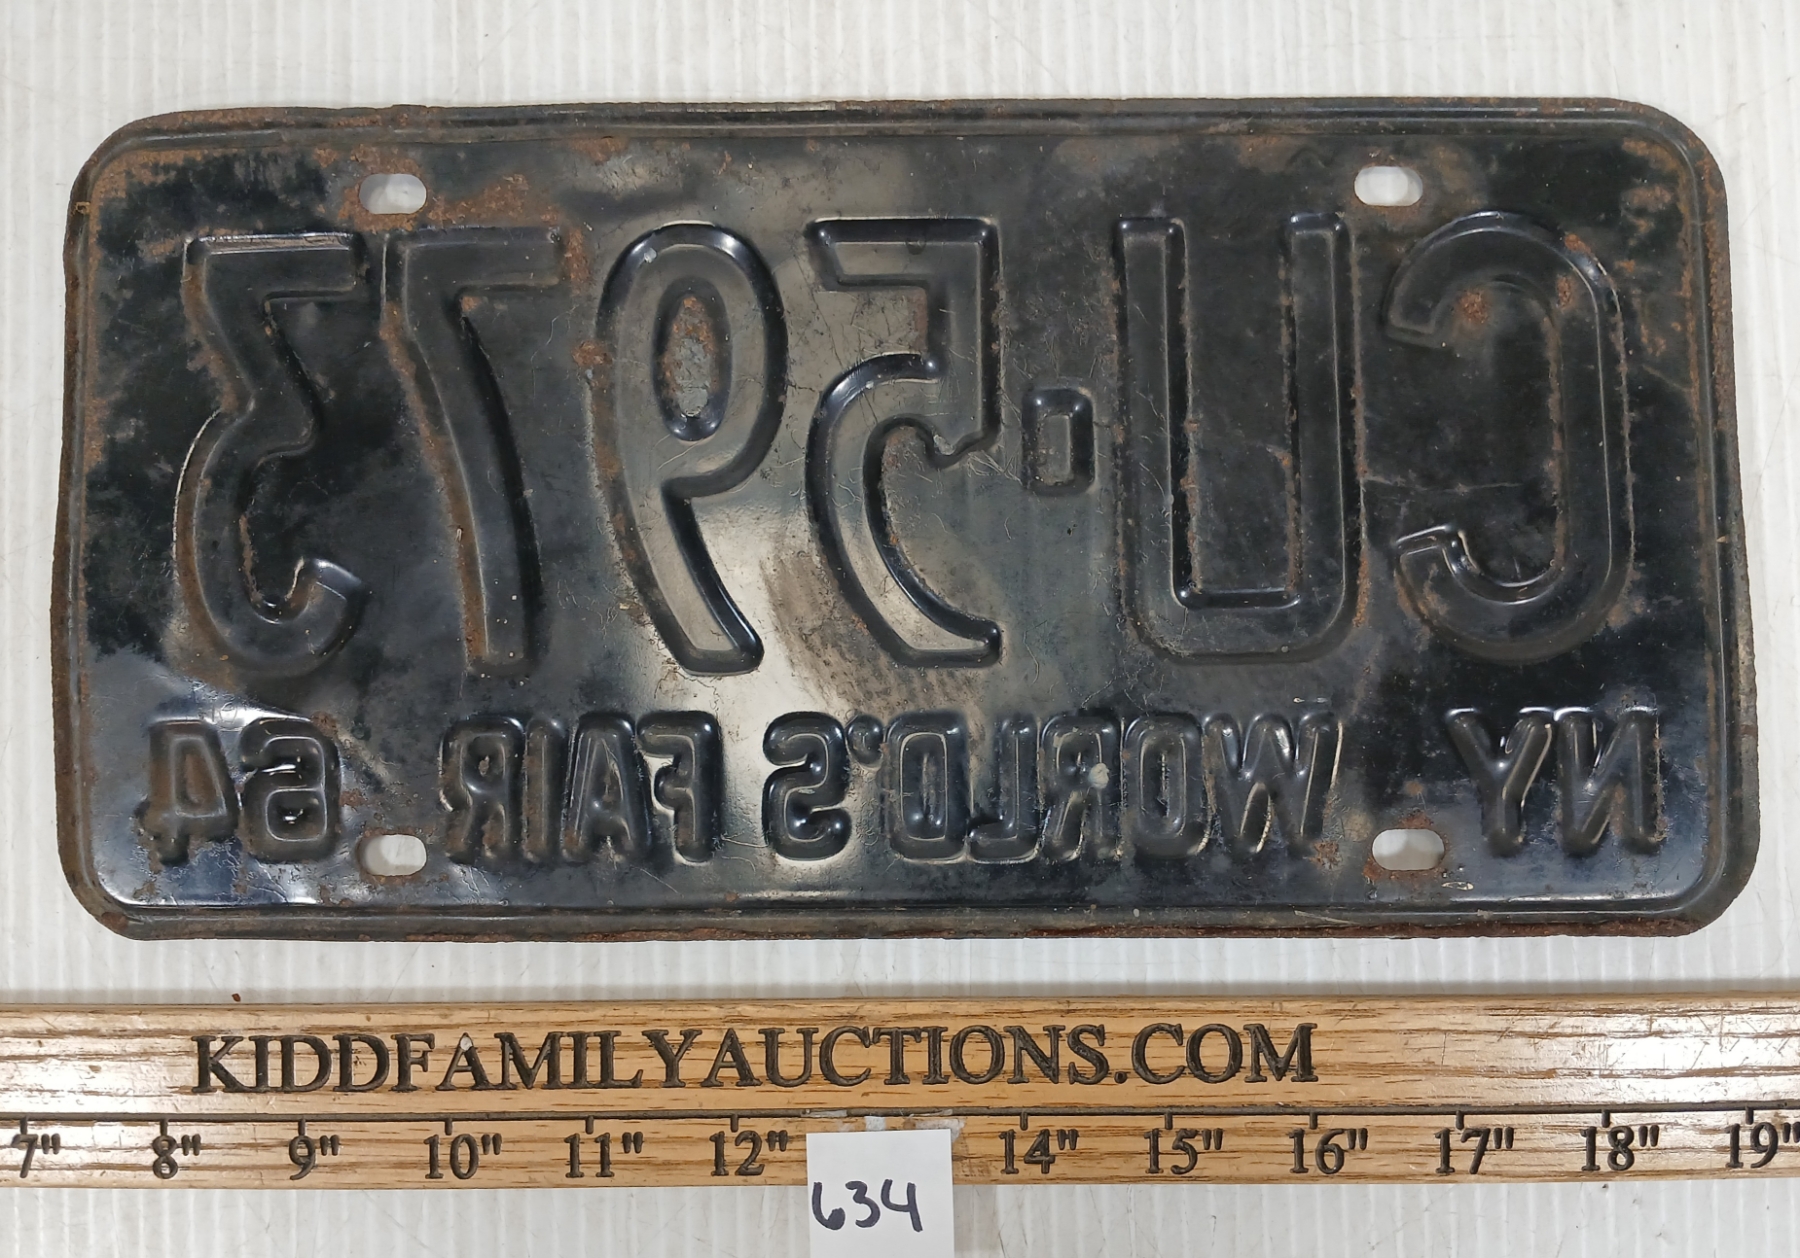 CU·5973
NY WORLD'S FAIR 64
KIDDFAMILYAUCTIONS.COM
7" 8" 9" 10" 11" 12" 14" 15" 16" 17" 18" 19"
634